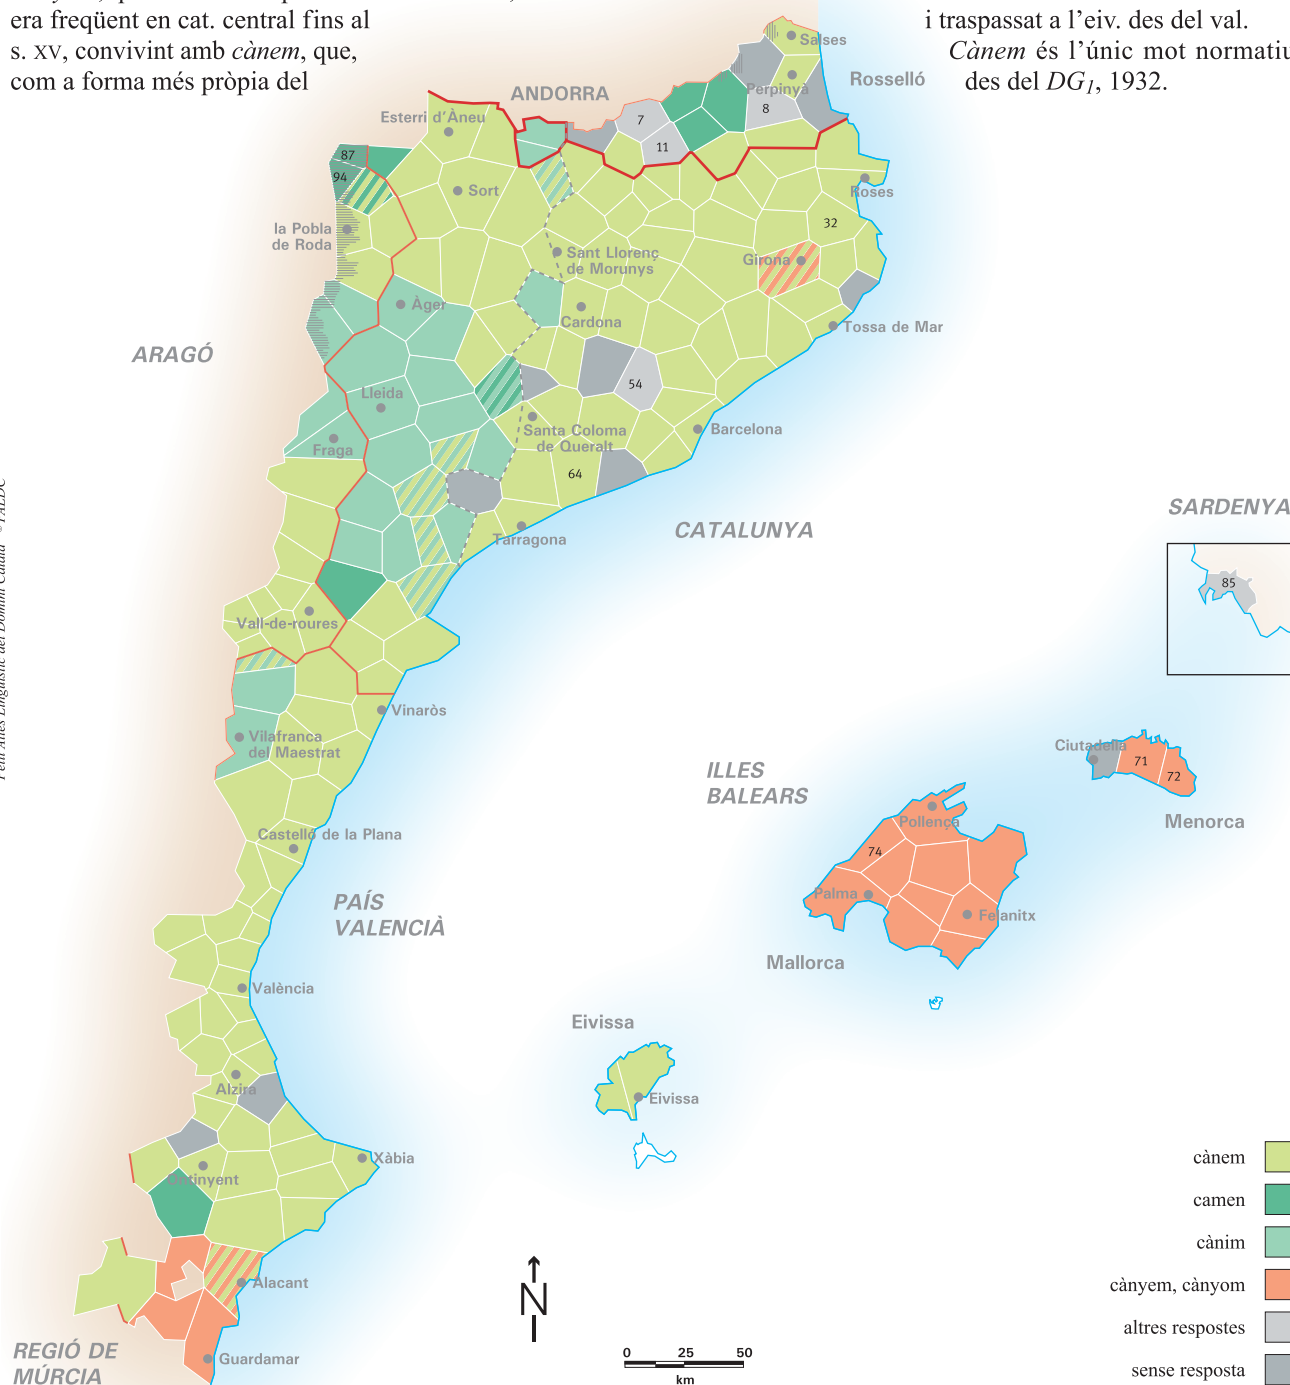 era freqüent en cat. central fins al
s. XV, convivint amb cànem, que,
com a forma més pròpia del
i traspassat a l'eiv. des del val.
Cànem és l'únic mot normatiu
des del DG1, 1932.
ANDORRA
Salses
Rosselló
Perpinyà
8
7
11
Esterri d'Àneu
87
94
Sort
Roses
la Pobla
de Roda
32
Sant Llorenç
de Morunys
Girona
Àger
Cardona
Tossa de Mar
ARAGÓ
54
Lleida
Santa Coloma
de Queralt
Barcelona
Fraga
64
Tarragona
CATALUNYA
SARDENYA
85
Vall-de-roures
Vinaròs
Vilafranca
del Maestrat
Ciutadella
71
72
ILLES
BALEARS
Menorca
Pollença
74
Castelló de la Plana
Palma
Felanitx
PAÍS
VALENCIÀ
Mallorca
València
Eivissa
Eivissa
Alzira
Xàbia
Ontinyent
Alacant
Guardamar
REGIÓ DE
MÚRCIA
N
0 25 50
km
cànem
camen
cànim
cànyem, cànyom
altres respostes
sense resposta